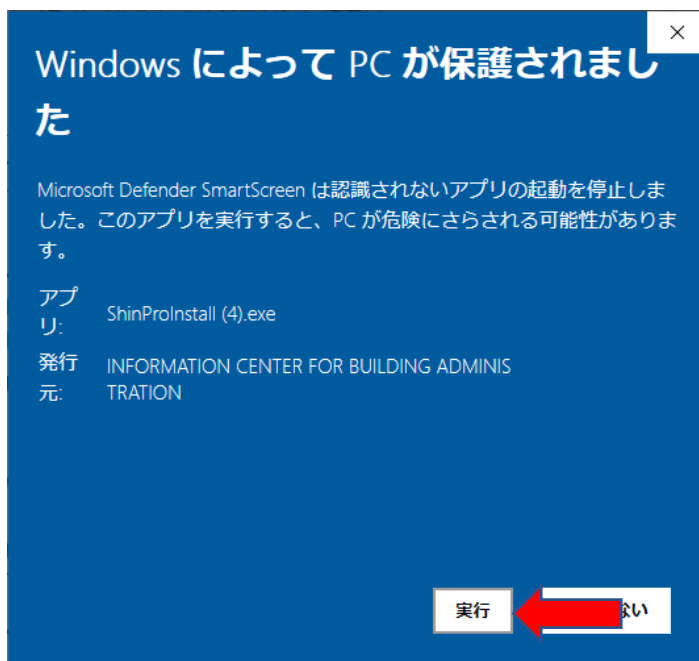 Windows によって PC が保護されまし
た
Microsoft Defender SmartScreen は認識されないアプリの起動を停止しま
した。このアプリを実行すると、PC が危険にさらされる可能性がありま
す。
アプ
リ:
ShinProInstall (4).exe
発行
元:
INFORMATION CENTER FOR BUILDING ADMINIS
TRATION
実行
ない